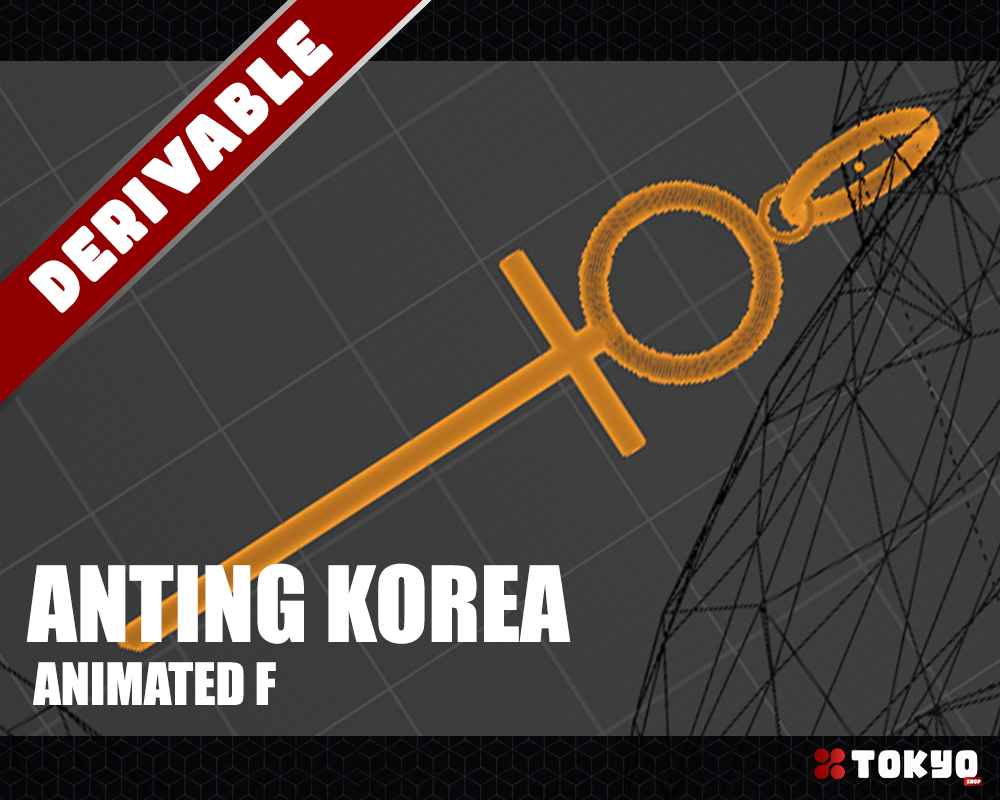 DERIVABLE
ANTING KOREA
ANIMATED F
TOKYO
SHOP